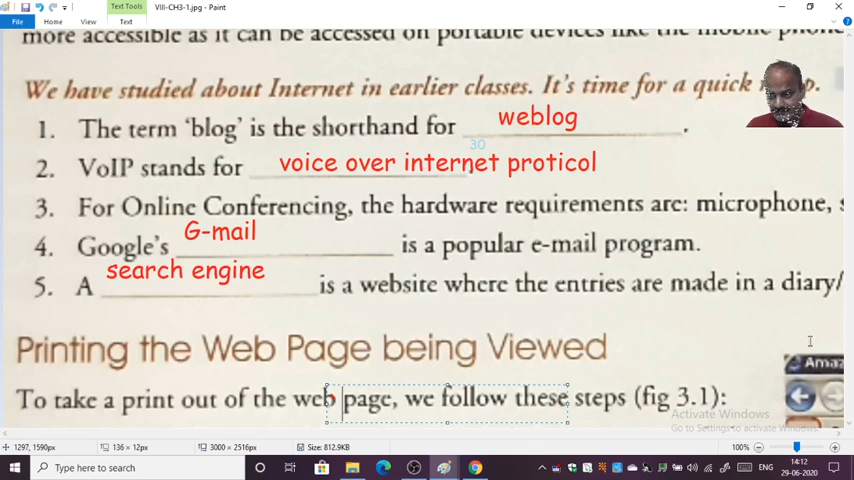 Text Tools
VIII-CH3-1.jpg - Paint
File Home View Text
more accessible as it can be accessed on portable devices like the mobile phone
We have studied about Internet in earlier classes. It's time for a quick
1. The term 'blog' is the shorthand for weblog .
30
2. VoIP stands for voice over internet proticol .
3. For Online Conferencing, the hardware requirements are: microphone,
4. Google's G-mail is a popular e-mail program.
5. A search engine is a website where the entries are made in a diary/
Printing the Web Page being Viewed
To take a print out of the web page, we follow these steps (fig 3.1):
Amaz
Activate Windows
Go to Settings to activate Windows.
1297, 1590px 136 × 12px 3000 × 2516px Size: 812.9KB 100%
Type here to search
ENG
14:12
29-06-2020